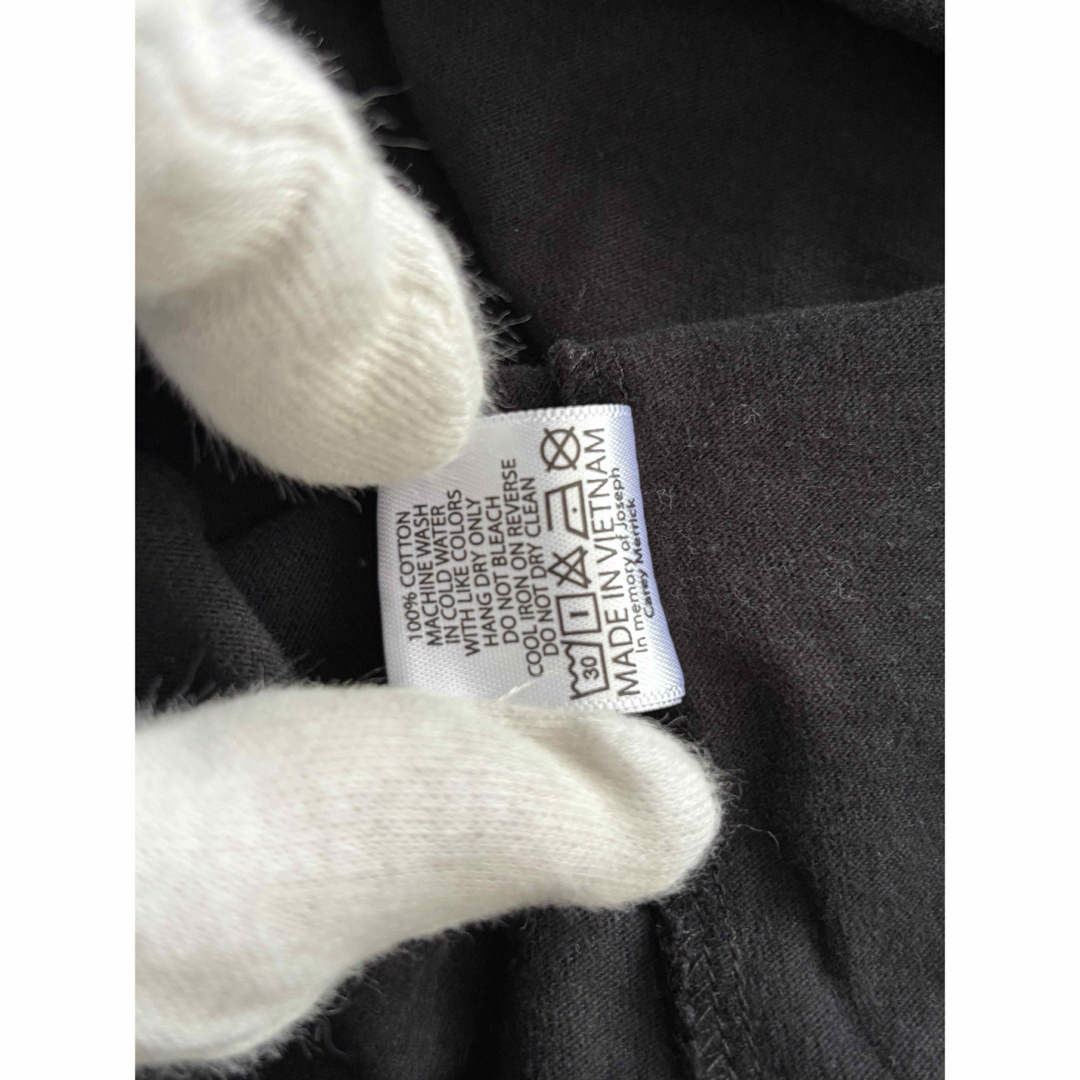 100% COTTON
MACHINE WASH
IN COLD WATER
WITH LIKE COLORS
HANG DRY ONLY
DO NOT BLEACH
COOL IRON ON REVERSE
DO NOT DRY CLEAN
30
MADE IN VIETNAM
In memory of Joseph
Carey Merrick